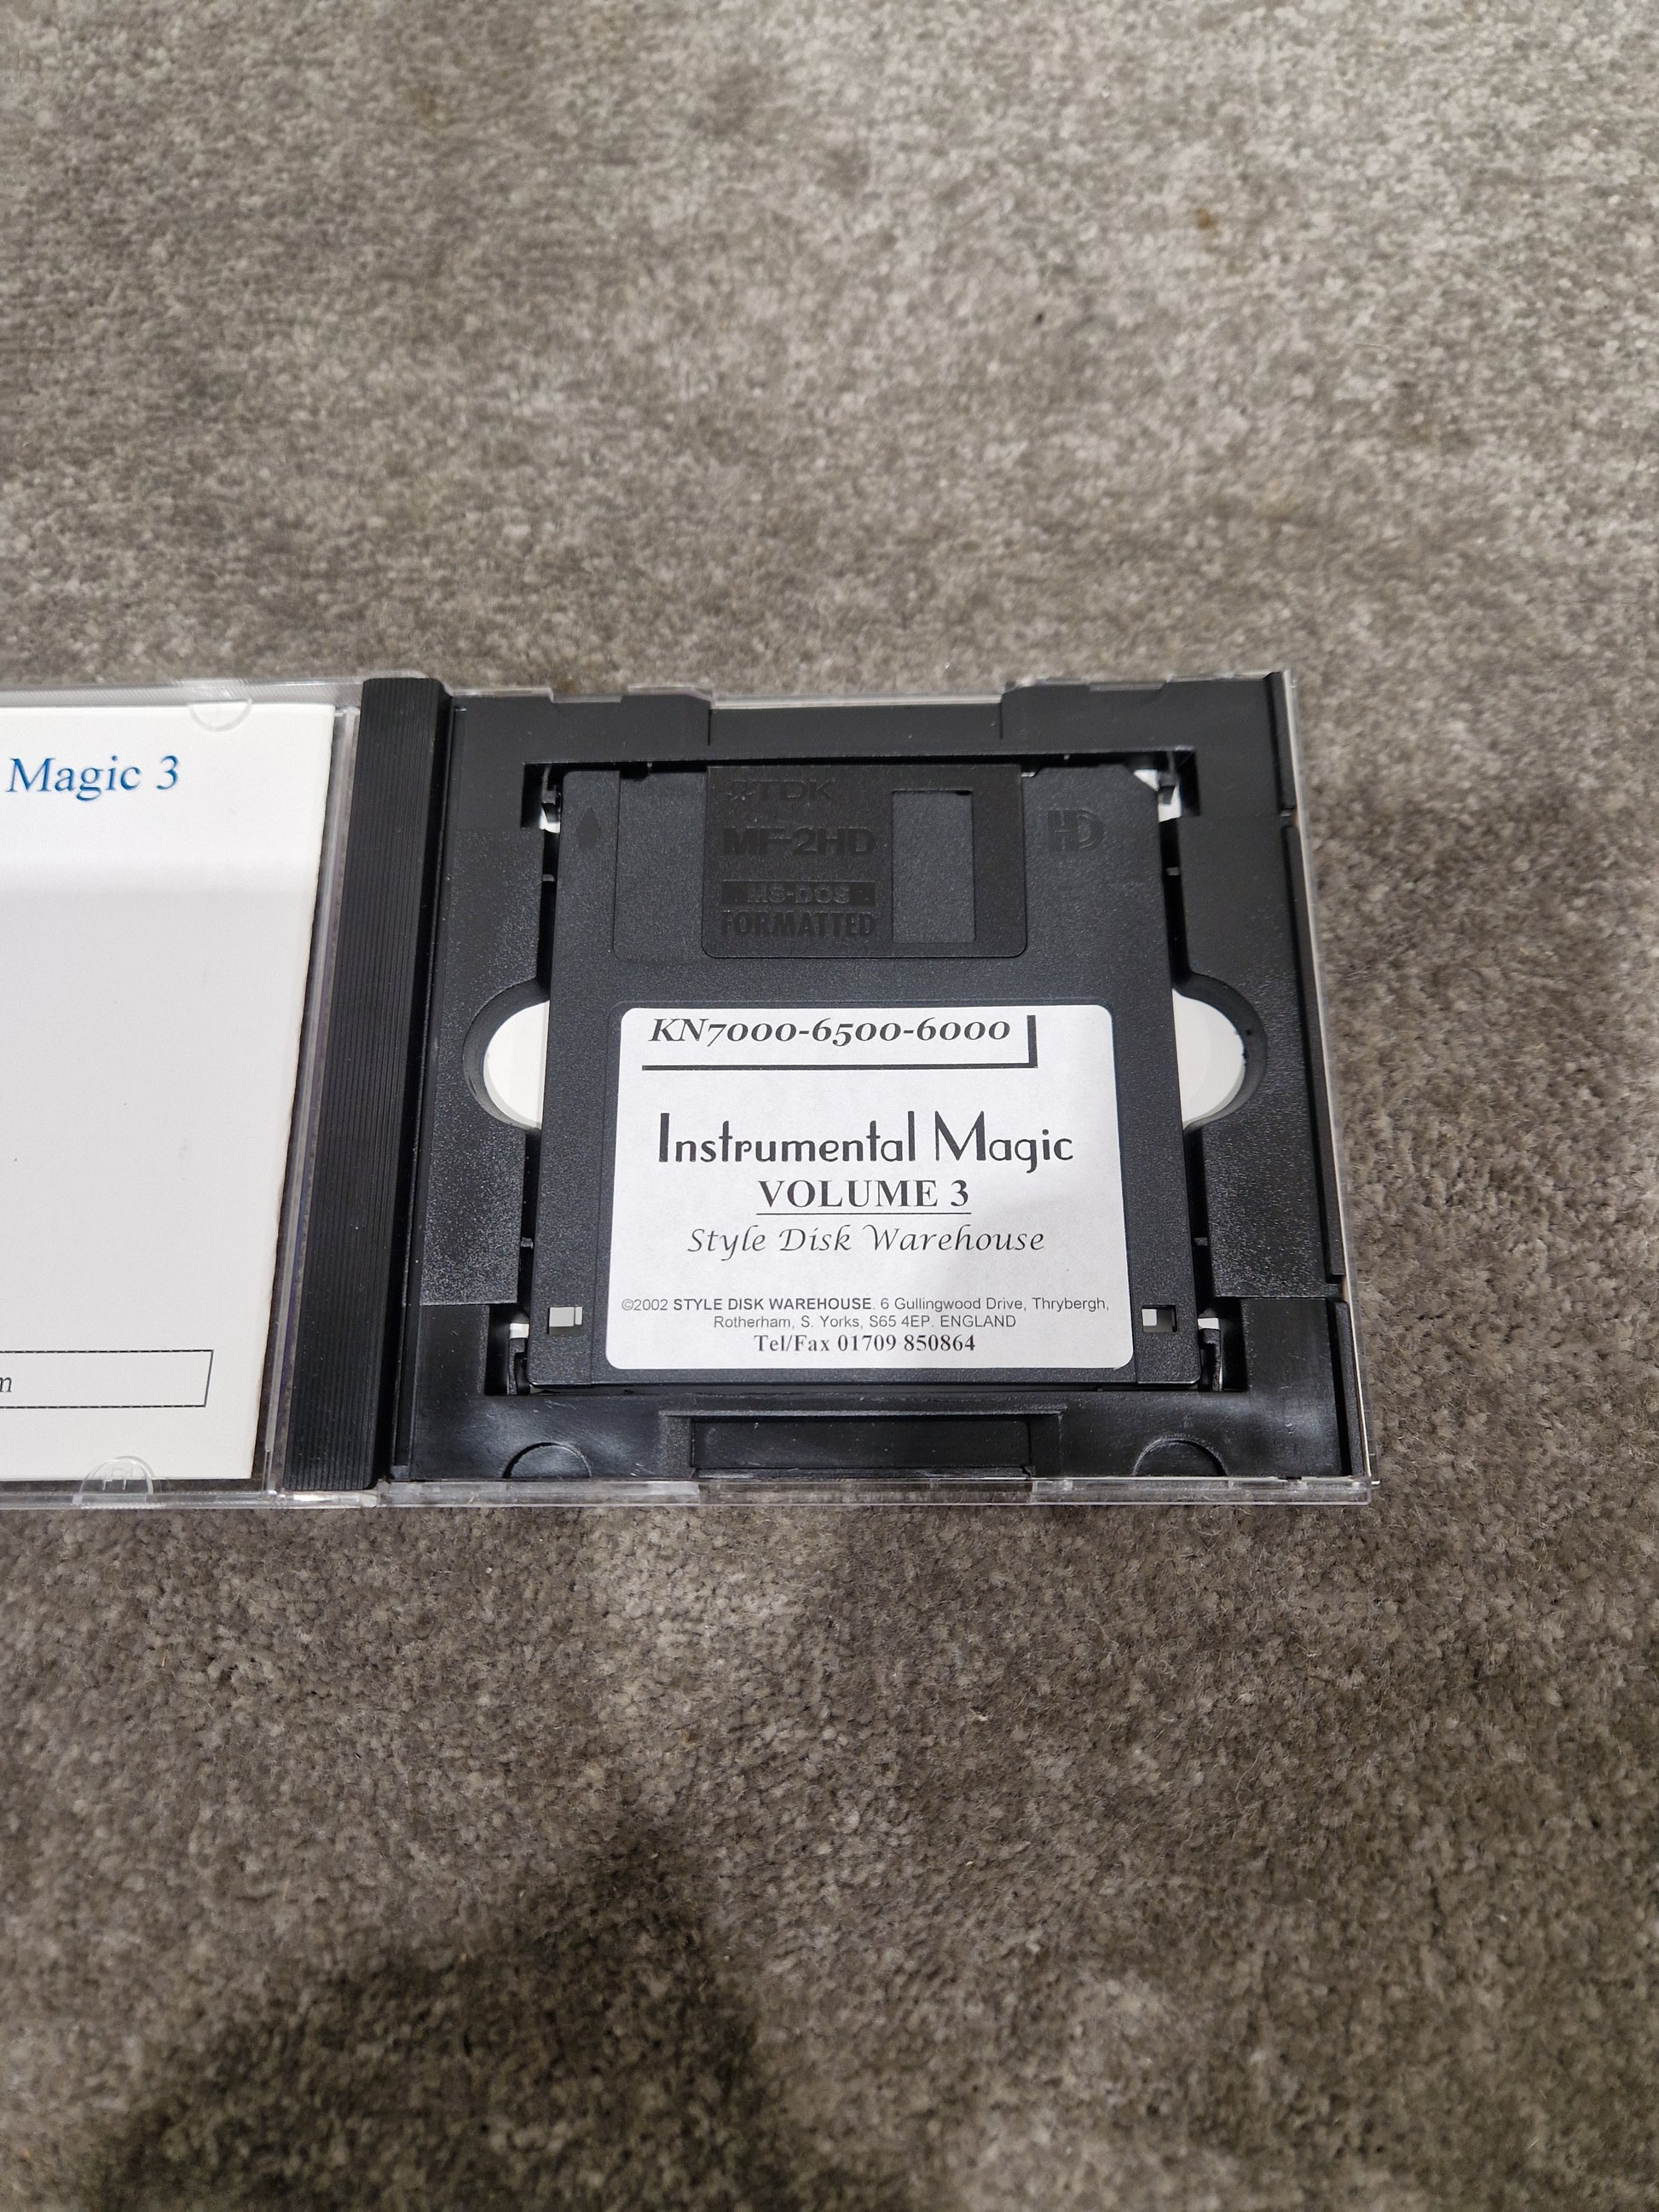 Magic 3
TDK
MF-2HD
HD
MS-DOS
FORMATTED
KN7000-6500-6000
Instrumental Magic
VOLUME 3
Style Disk Warehouse
©2002 STYLE DISK WAREHOUSE. 6 Gullingwood Drive, Thrybergh,
Rotherham, S. Yorks, S65 4EP. ENGLAND
Tel/Fax 01709 850864